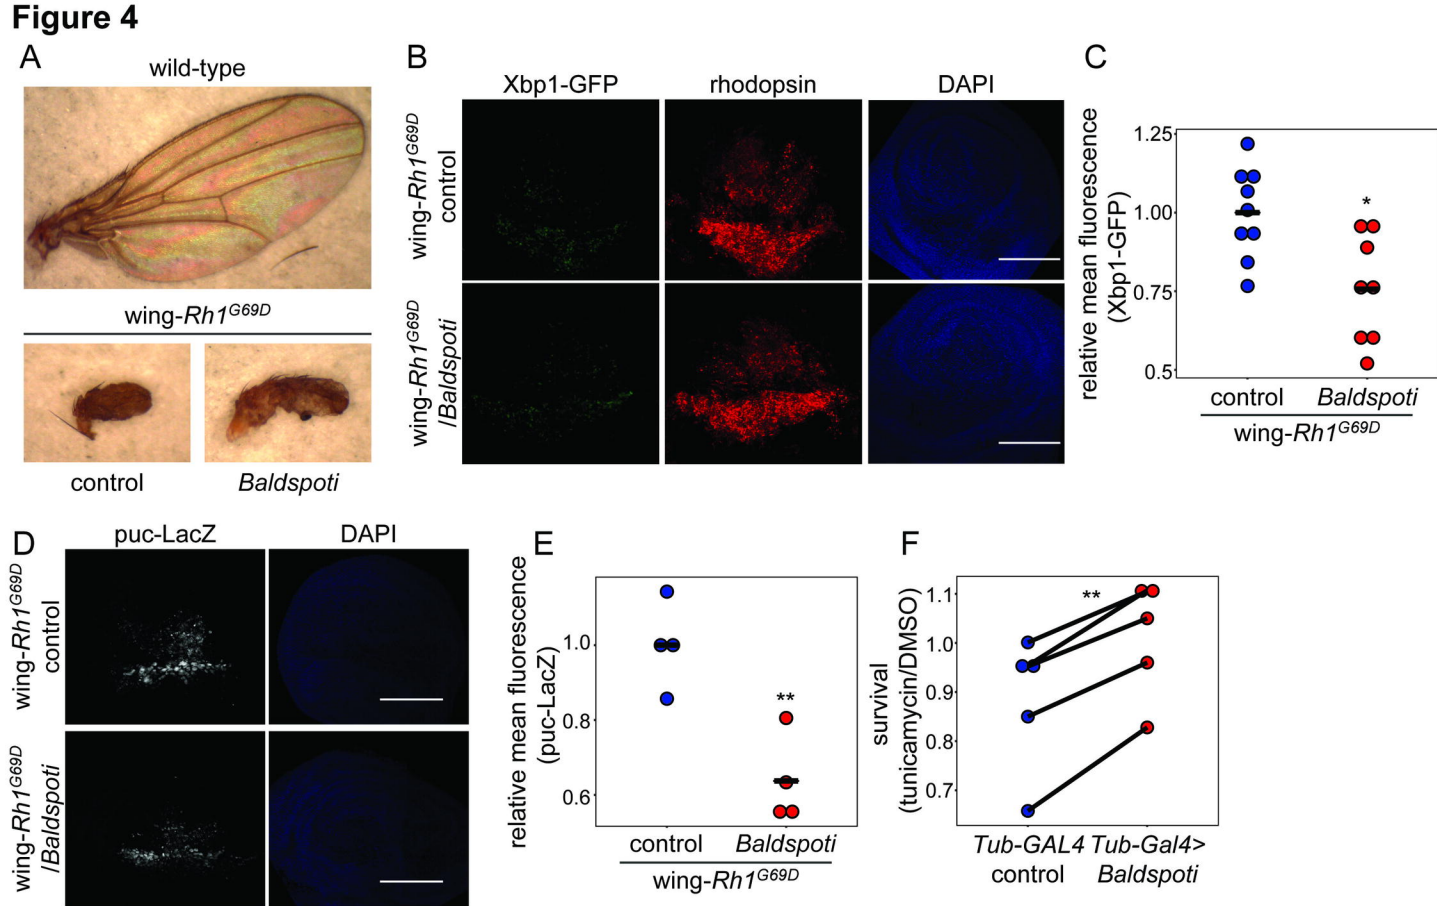 Figure 4
A
wild-type
wing-Rh1G69D
control
Baldspoti
B
Xbp1-GFP
rhodopsin
DAPI
wing-Rh1G69D
control
wing-Rh1G69D
/Baldspoti
C
relative mean fluorescence
(Xbp1-GFP)
1.25
1.00
0.75
0.5
*
control
Baldspoti
wing-Rh1G69D
D
puc-LacZ
DAPI
wing-Rh1G69D
control
wing-Rh1G69D
/Baldspoti
E
relative mean fluorescence
(puc-LacZ)
1.0
0.8
0.6
**
control
Baldspoti
wing-Rh1G69D
F
survival
(tunicamycin/DMSO)
1.1
1.0
0.9
0.8
0.7
**
Tub-GAL4
control
Tub-Gal4>
Baldspoti